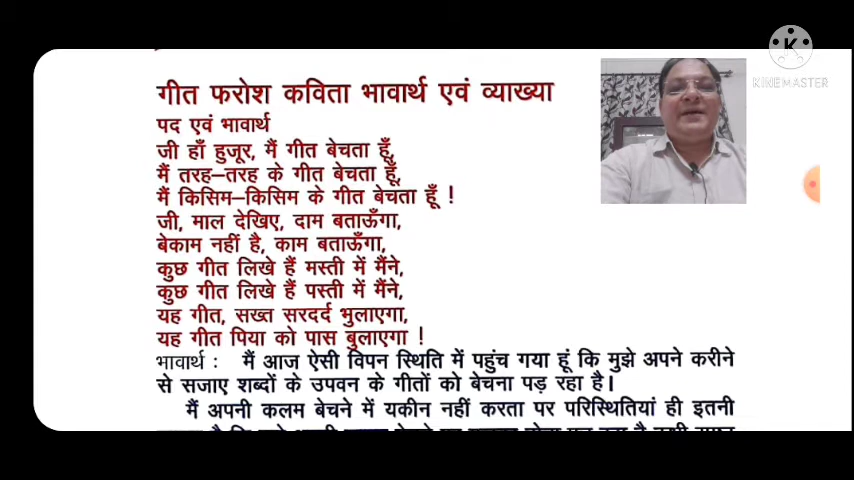 गीत फरोश कविता भावार्थ एवं व्याख्या
पद एवं भावार्थ
जी हाँ हुजूर, मैं गीत बेचता हूँ,
मैं तरह–तरह के गीत बेचता हूँ,
मैं किसिम–किसिम के गीत बेचता हूँ !
जी, माल देखिए, दाम बताऊँगा,
बेकाम नहीं है, काम बताऊँगा,
कुछ गीत लिखे हैं मस्ती में मैंने,
कुछ गीत लिखे हैं पस्ती में मैंने,
यह गीत, सख्त सरदर्द भुलाएगा,
यह गीत पिया को पास बुलाएगा !
भावार्थ : मैं आज ऐसी विपन स्थिति में पहुंच गया हूं कि मुझे अपने करीने
से सजाए शब्दों के उपवन के गीतों को बेचना पड़ रहा है।
मैं अपनी कलम बेचने में यकीन नहीं करता पर परिस्थितियां ही इतनी
KINEMASTER